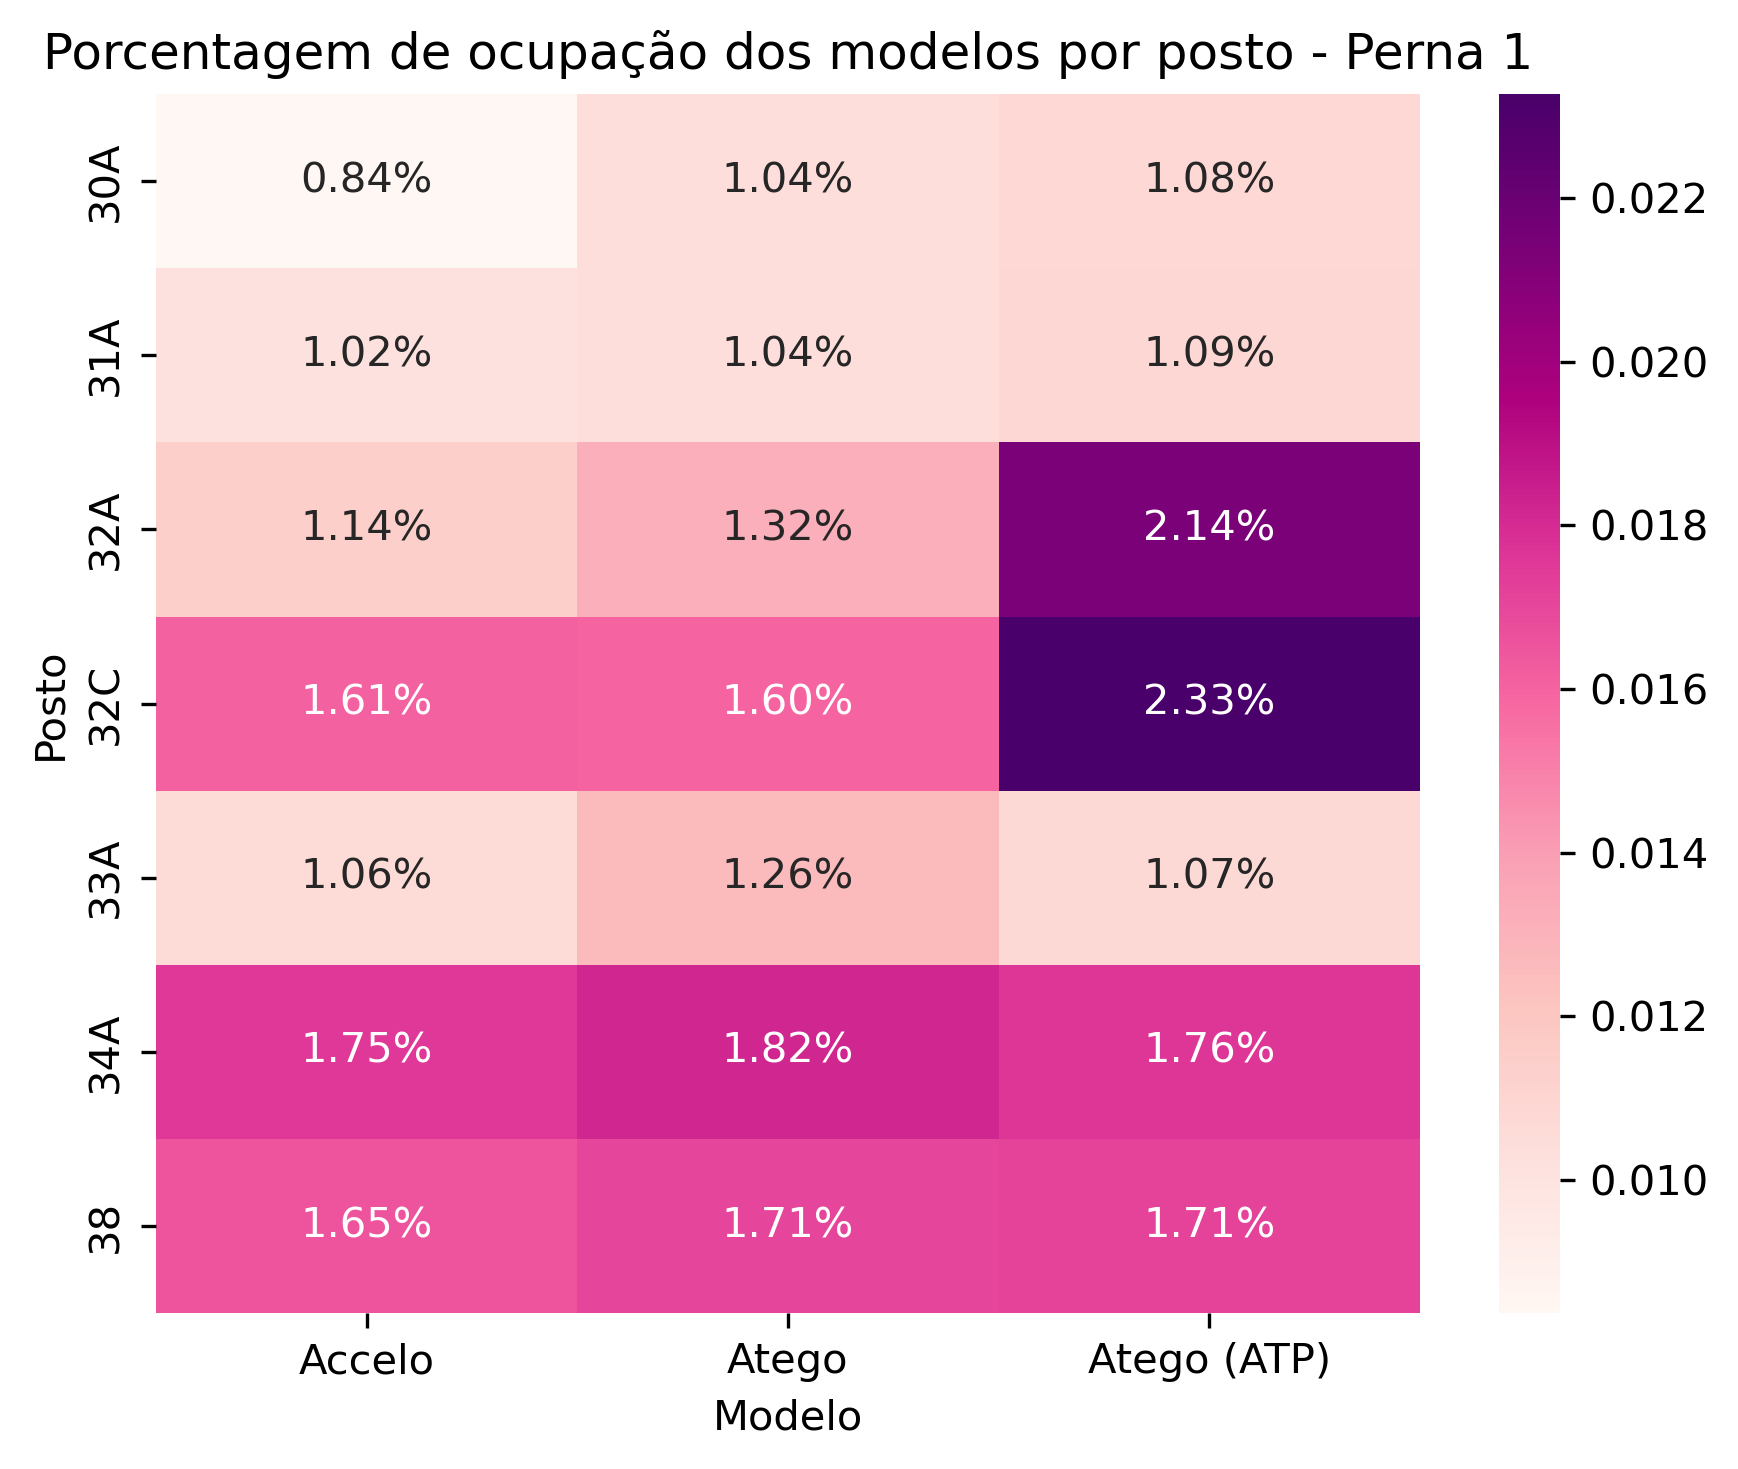 Porcentagem de ocupação dos modelos por posto - Perna 1
30A 0.84% 1.04% 1.08%
31A 1.02% 1.04% 1.09%
32A 1.14% 1.32% 2.14%
32C 1.61% 1.60% 2.33%
33A 1.06% 1.26% 1.07%
34A 1.75% 1.82% 1.76%
38 1.65% 1.71% 1.71%
Posto
Accelo Atego Atego (ATP)
Modelo
0.022
0.020
0.018
0.016
0.014
0.012
0.010